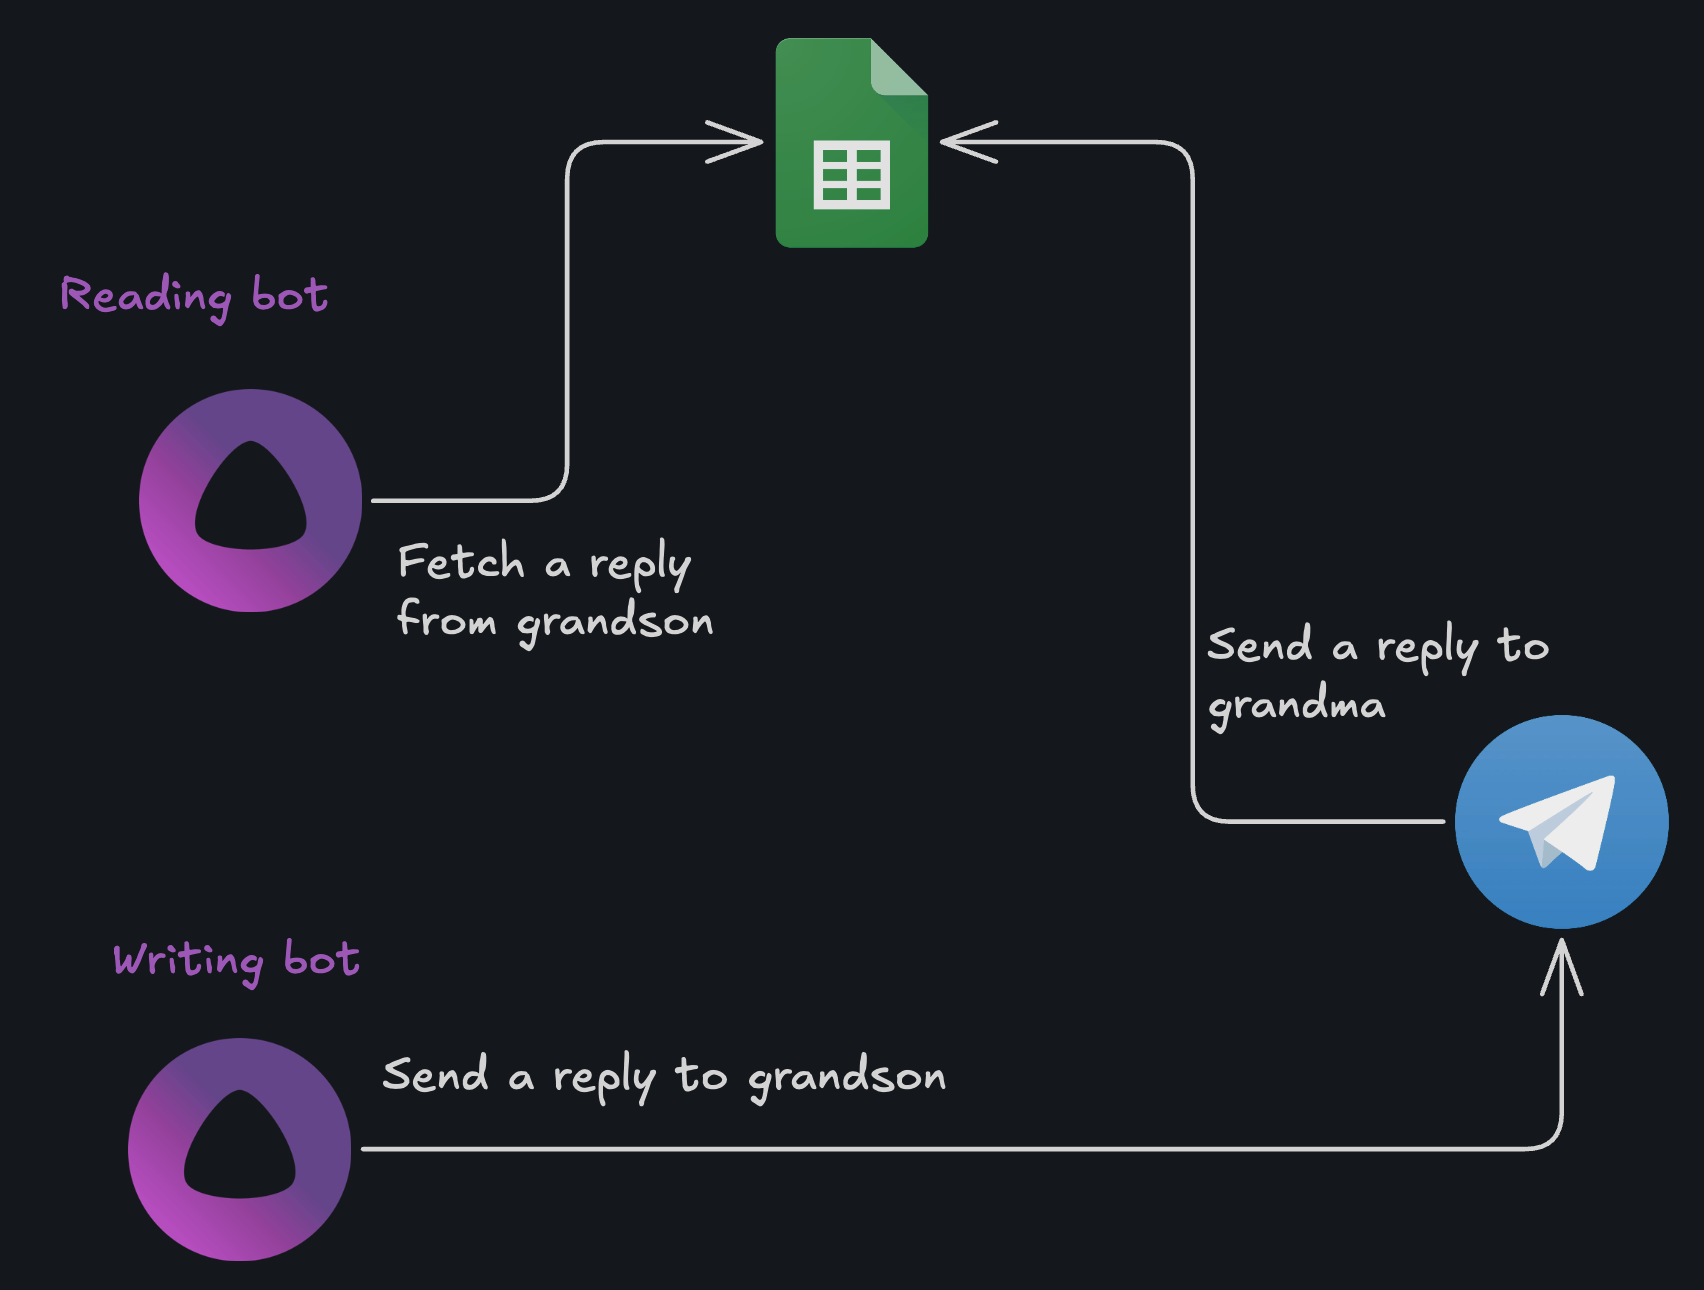 Reading bot
Fetch a reply
from grandson
Send a reply to
grandma
Writing bot
Send a reply to grandson